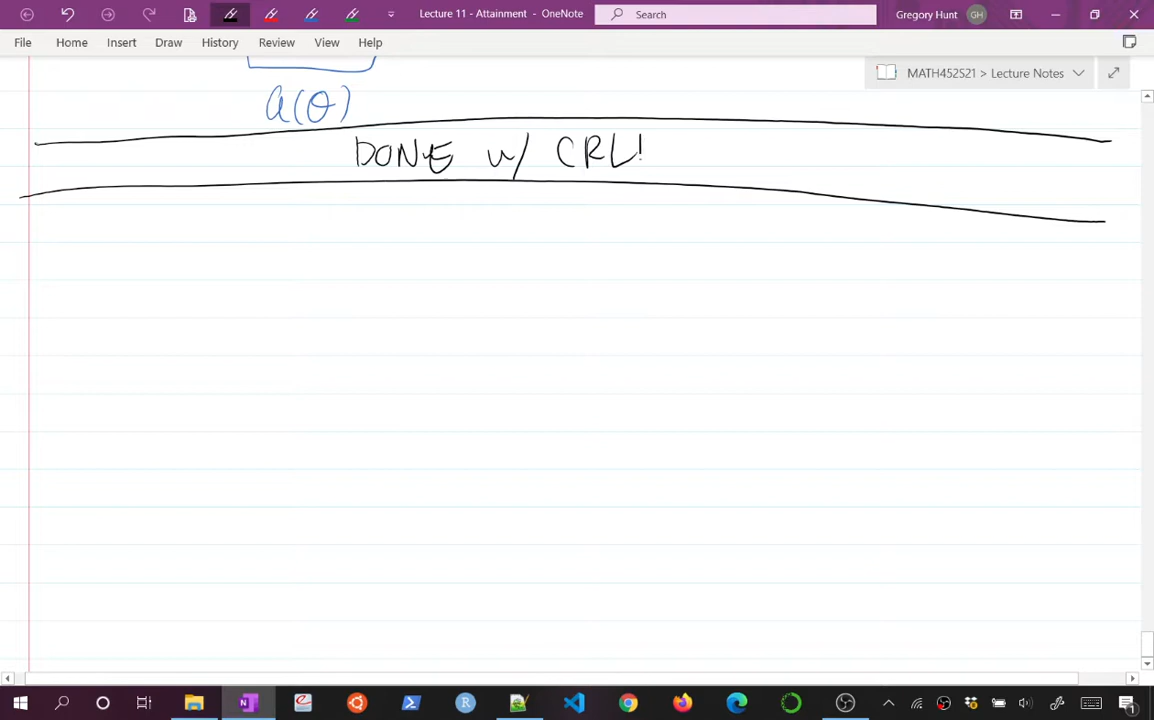 Lecture 11 - Attainment - OneNote
Search
Gregory Hunt
GH
File Home Insert Draw History Review View Help
MATH452S21 > Lecture Notes
a(θ)
DONE w/ CRL!